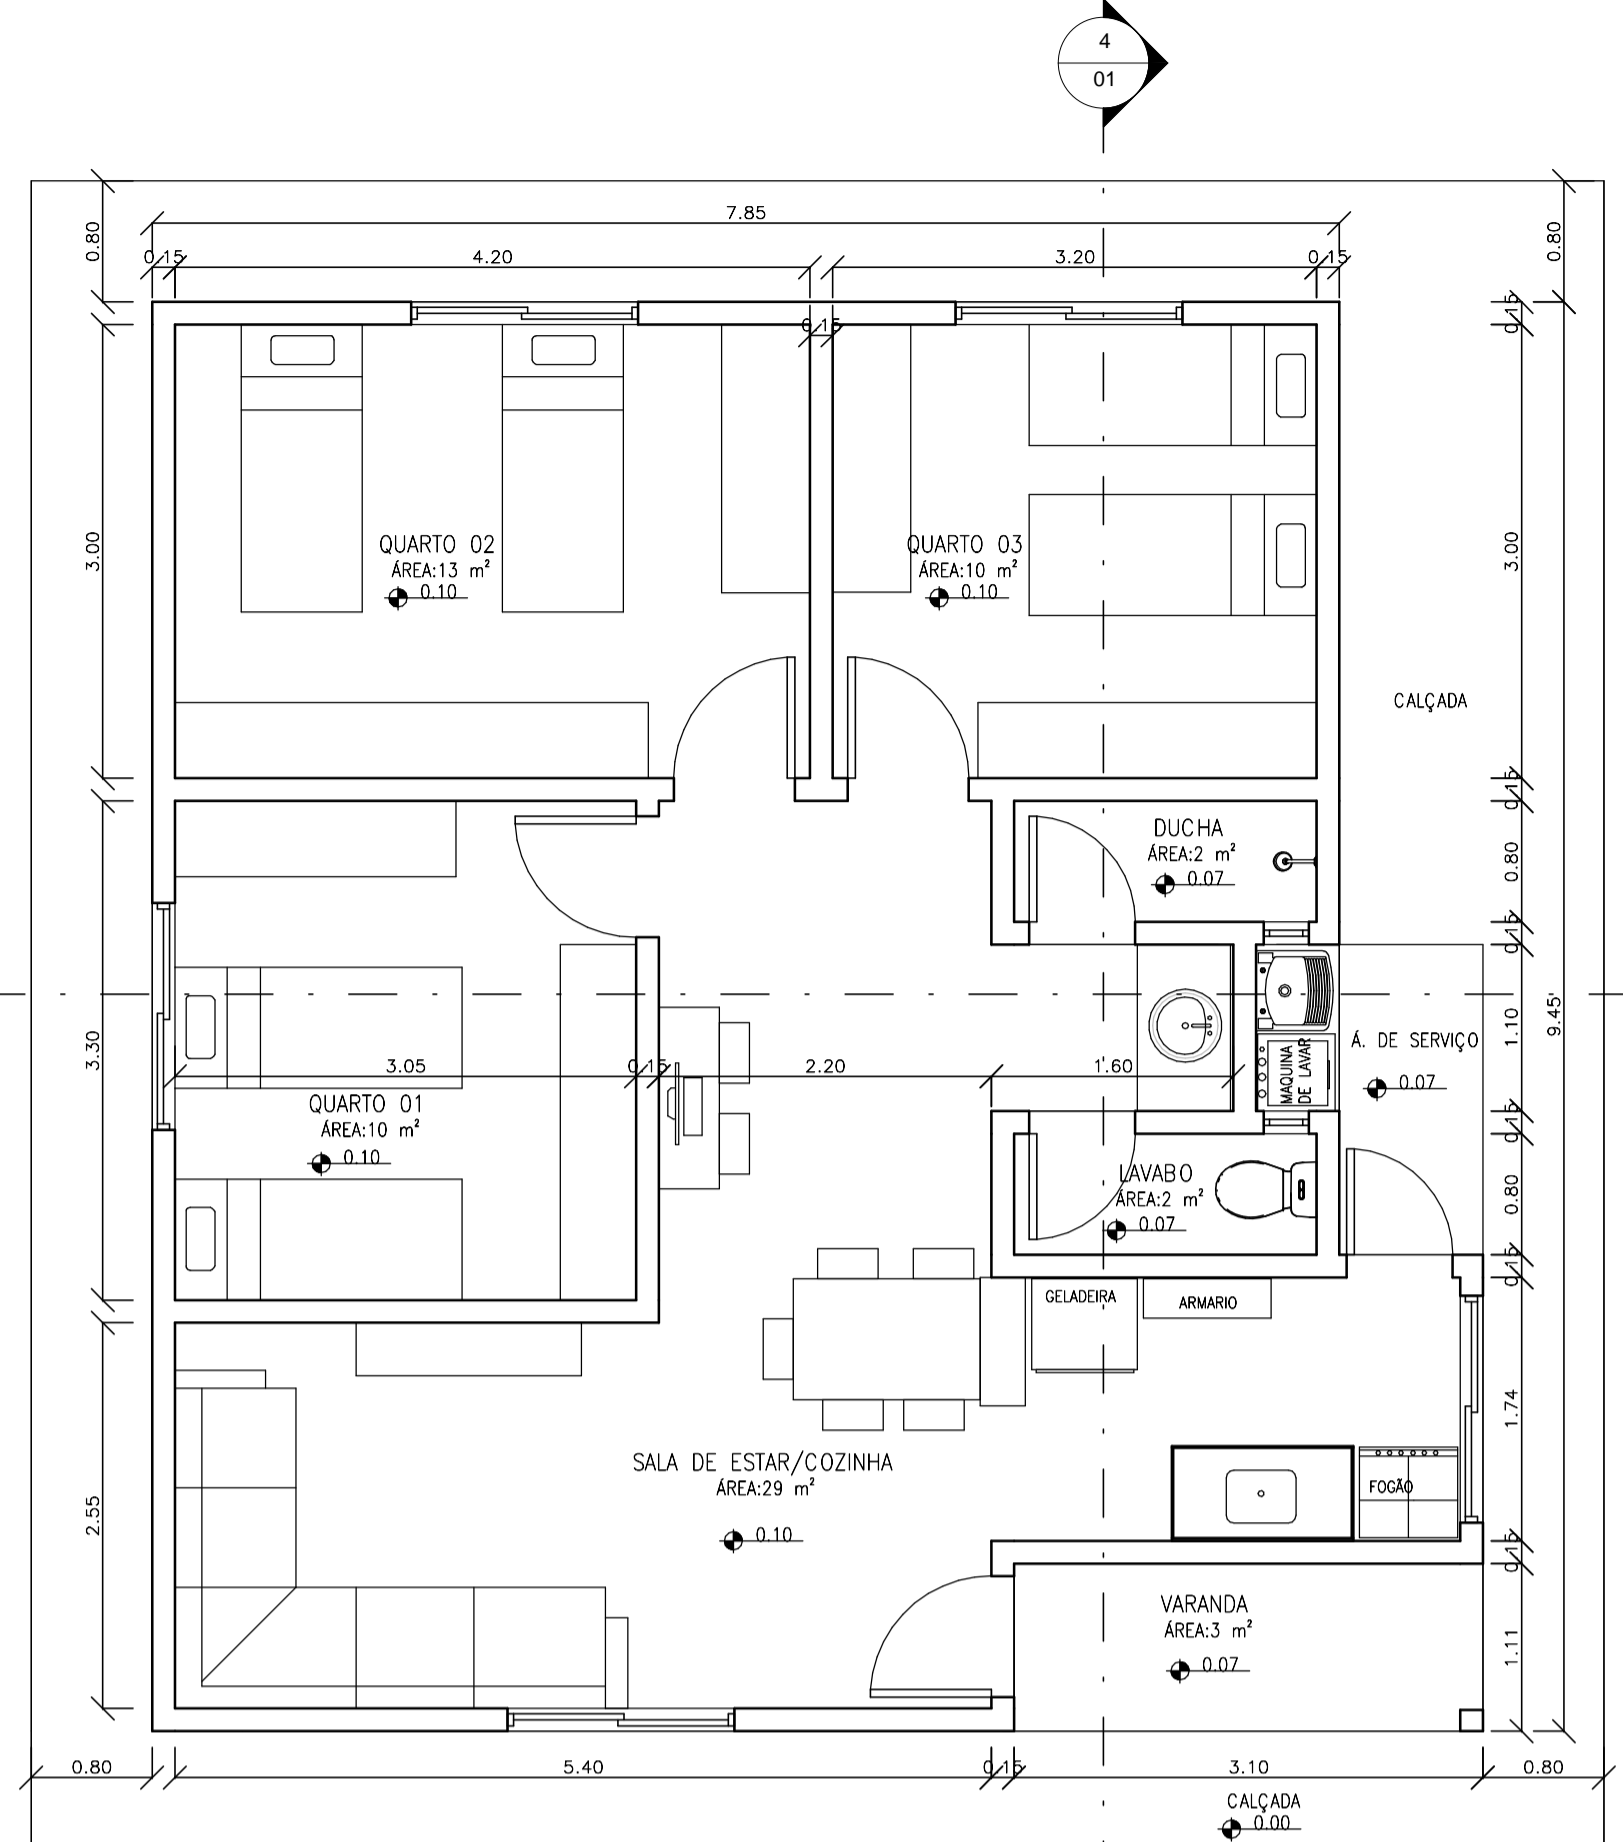 4
01
7.85
0.80
0.15
4.20
3.20
0.15
0.80
0.15
0.15
3.00
QUARTO 02
ÁREA:13 m²
0.10
QUARTO 03
ÁREA:10 m²
0.10
3.00
CALÇADA
0.15
DUCHA
ÁREA:2 m²
0.07
0.80
0.15
3.30
3.05
0.15
2.20
1.60
MAQUINA
DE LAVAR
Á. DE SERVIÇO
0.07
1.10
9.45
QUARTO 01
ÁREA:10 m²
0.10
0.15
LAVABO
ÁREA:2 m²
0.07
0.80
0.15
GELADEIRA
ARMARIO
1.74
SALA DE ESTAR/COZINHA
ÁREA:29 m²
0.10
FOGÃO
2.55
0.15
VARANDA
ÁREA:3 m²
0.07
1.11
0.80
5.40
0.15
3.10
0.80
CALÇADA
0.00